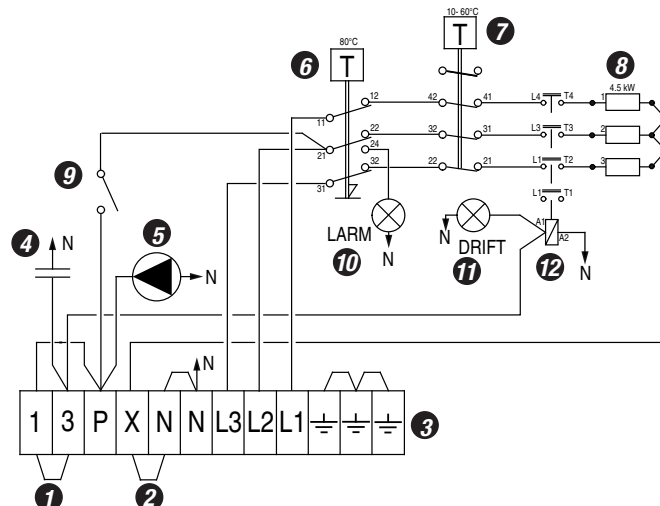 10- 60°C
7
80°C
T
6
T
8
4.5 kW
12
42
41
L4
T4
1
11
22
32
31
L3
T3
2
21
24
32
22
21
L1
T2
3
31
L1
T1
9
4
N
5
N
LARM
10
N
N
DRIFT
11
A1
A2
12
N
N
1
3
P
X
N
N
L3
L2
L1
3
1
2